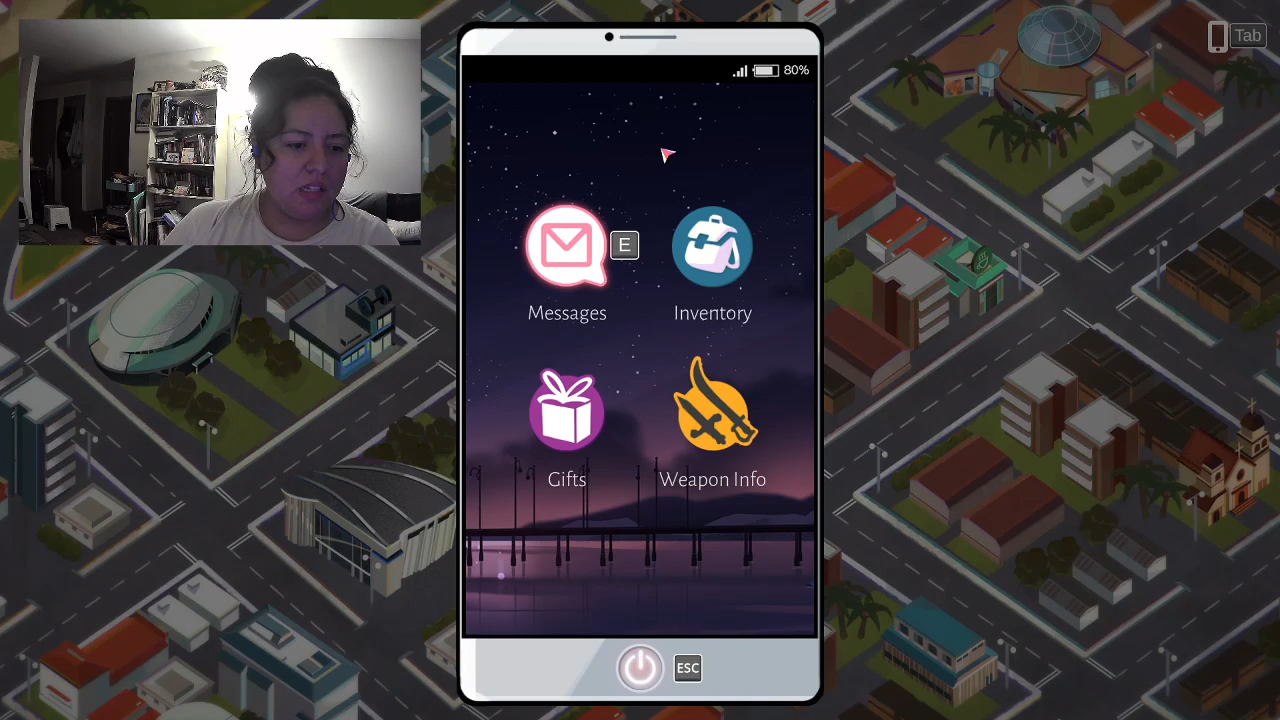 Tab
80%
E
Messages
Inventory
Gifts
Weapon Info
ESC